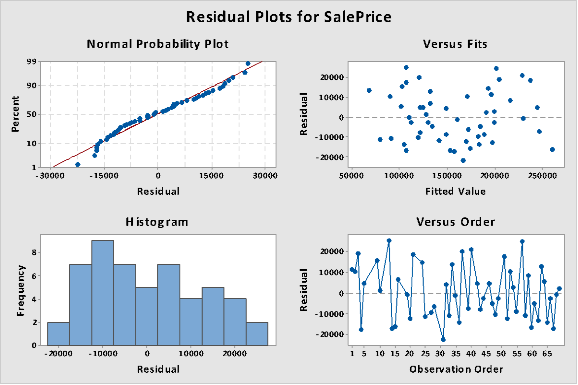 Residual Plots for SalePrice
Normal Probability Plot
Versus Fits
99
90
50
10
1
Percent
-30000 -15000 0 15000 30000
Residual
20000
10000
0
-10000
-20000
Residual
50000 100000 150000 200000 250000
Fitted Value
Histogram
Versus Order
8
6
4
2
0
Frequency
-20000 -10000 0 10000 20000
Residual
20000
10000
0
-10000
-20000
Residual
1 5 10 15 20 25 30 35 40 45 50 55 60 65
Observation Order